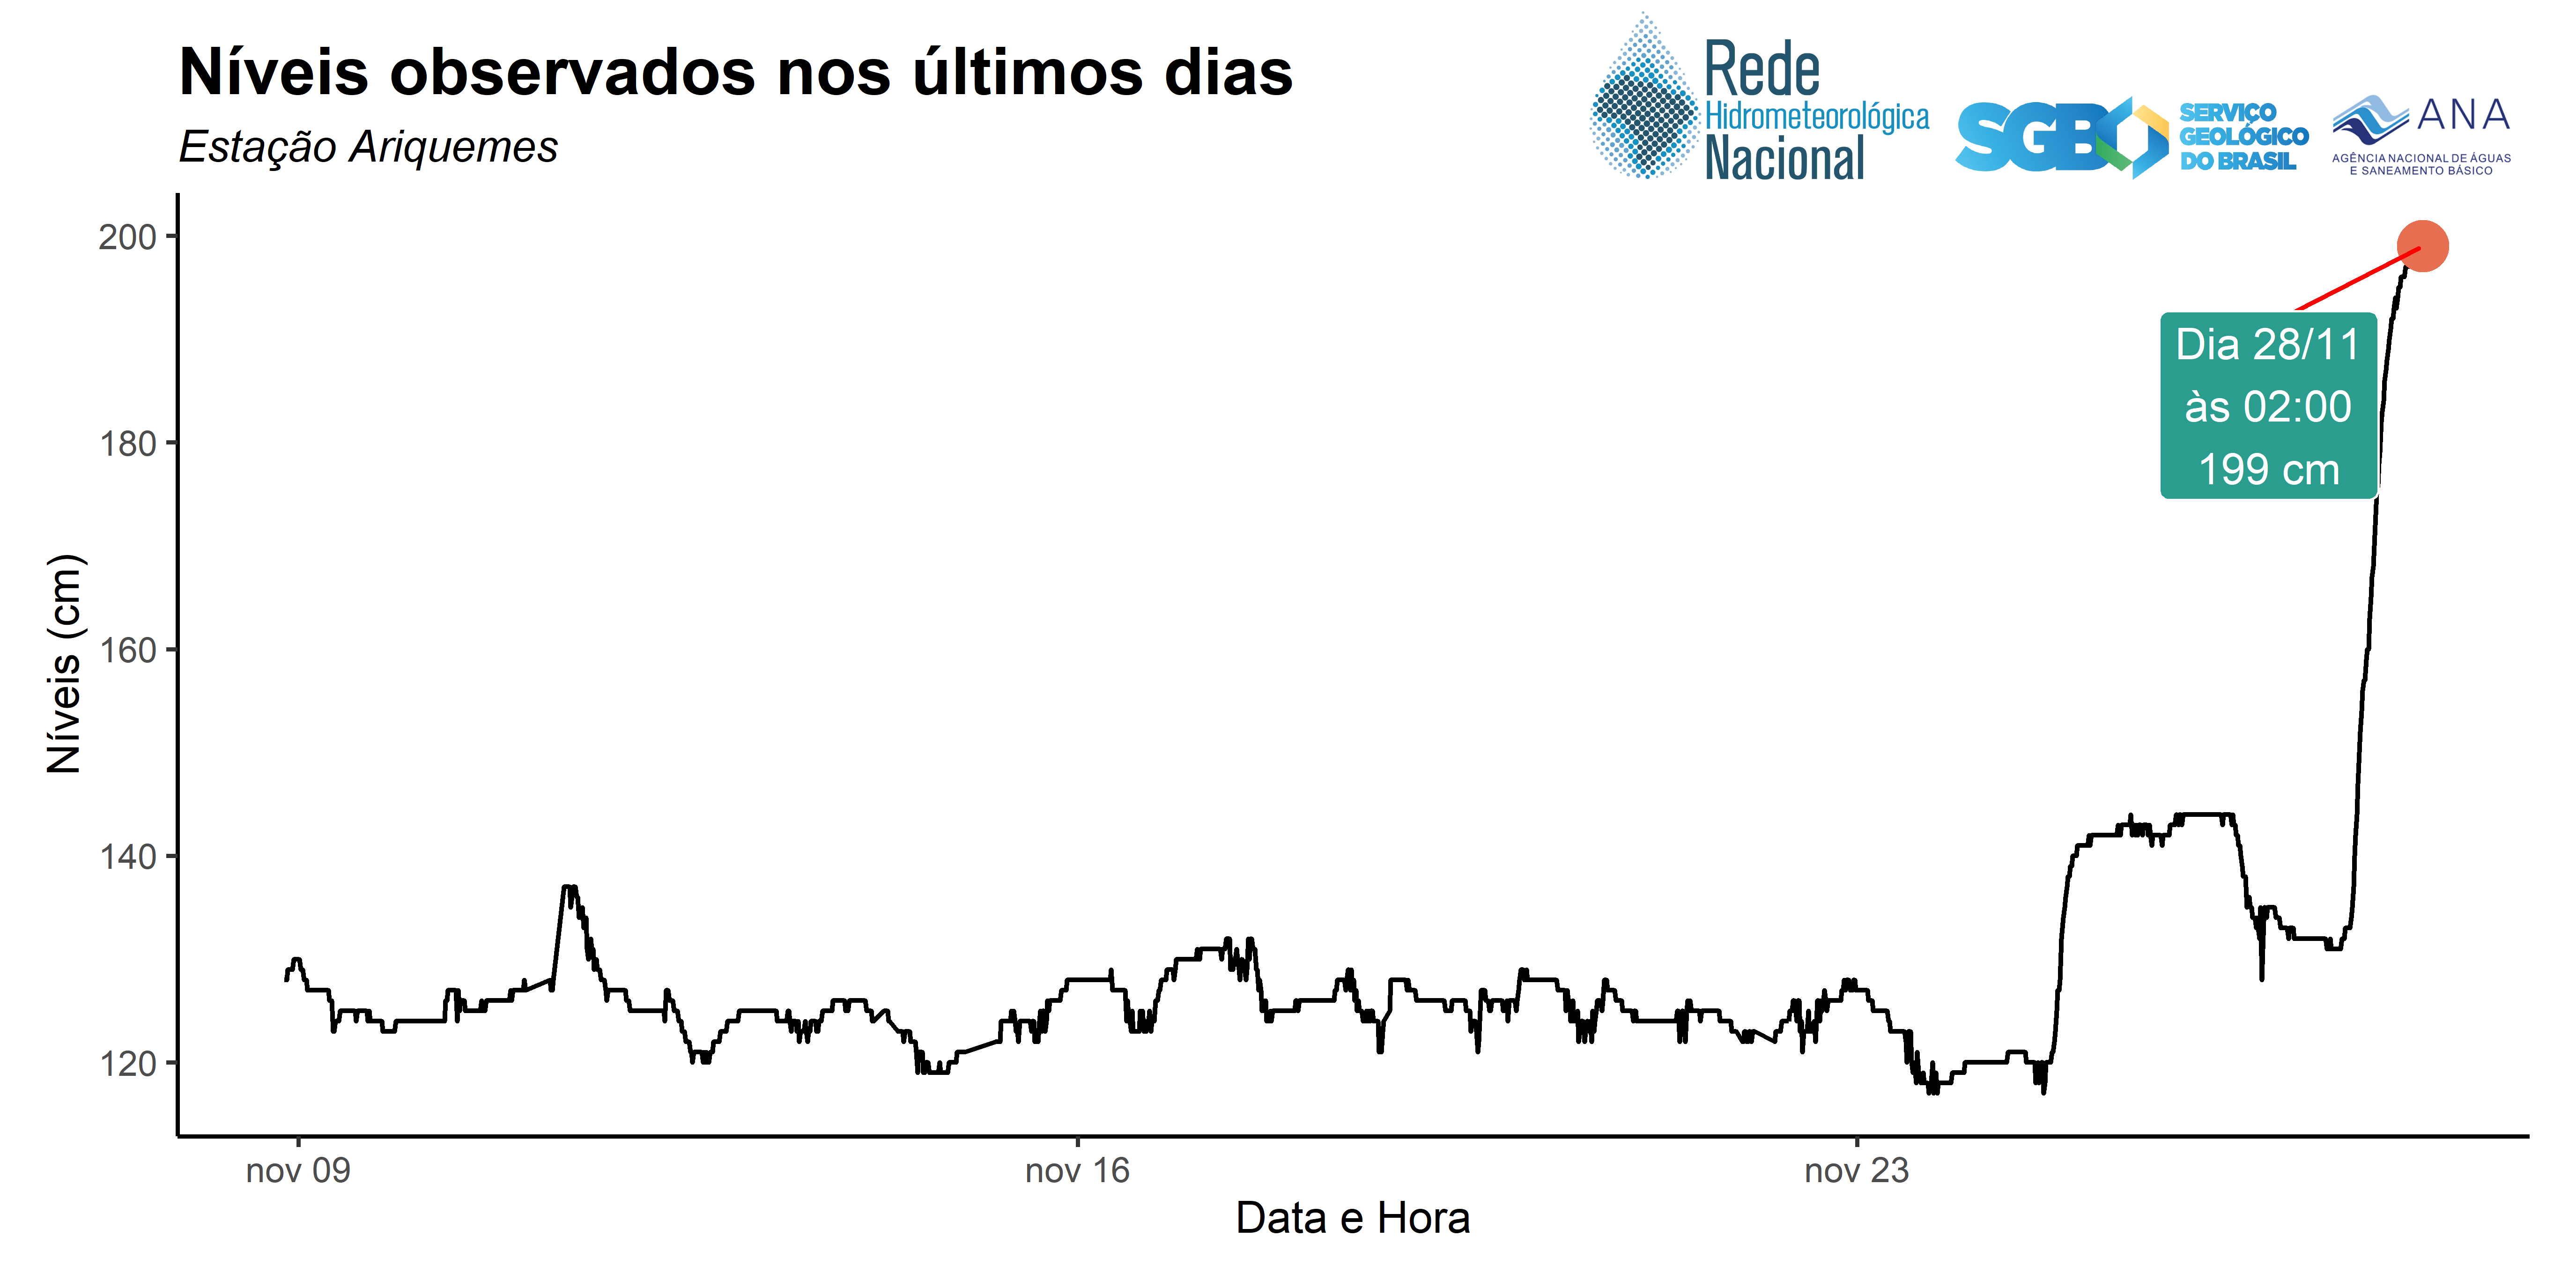 Níveis observados nos últimos dias
Estação Ariquemes
Rede
Hidrometeorológica
Nacional
SGB
SERVIÇO
GEOLÓGICO
DO BRASIL
ANA
AGÊNCIA NACIONAL DE ÁGUAS
E SANEAMENTO BÁSICO
Níveis (cm)
200
180
160
140
120
Dia 28/11
às 02:00
199 cm
nov 09
nov 16
nov 23
Data e Hora